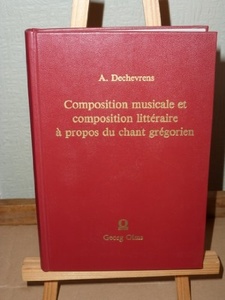 A. Dechevrens
Composition musicale et
composition littéraire
à propos du chant grégorien
Georg Olms